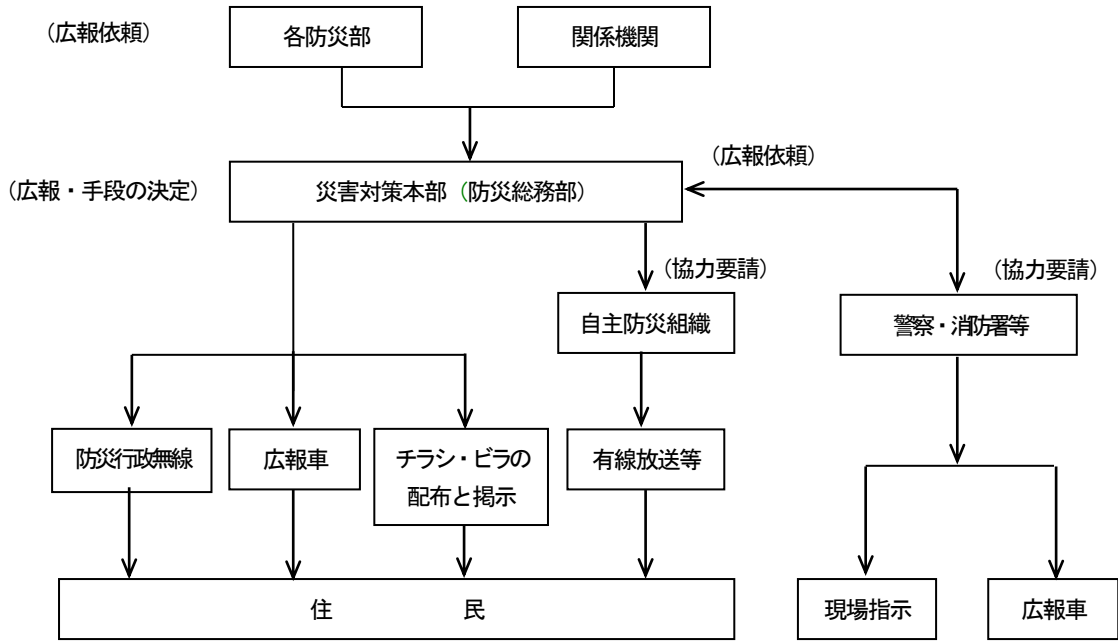 （広報依頼）
各防災部
関係機関
（広報依頼）
（広報・手段の決定）
災害対策本部（防災総務部）
（協力要請）
（協力要請）
自主防災組織
警察・消防署等
防災行政無線
広報車
チラシ・ビラの
配布と掲示
有線放送等
住　　　民
現場指示
広報車